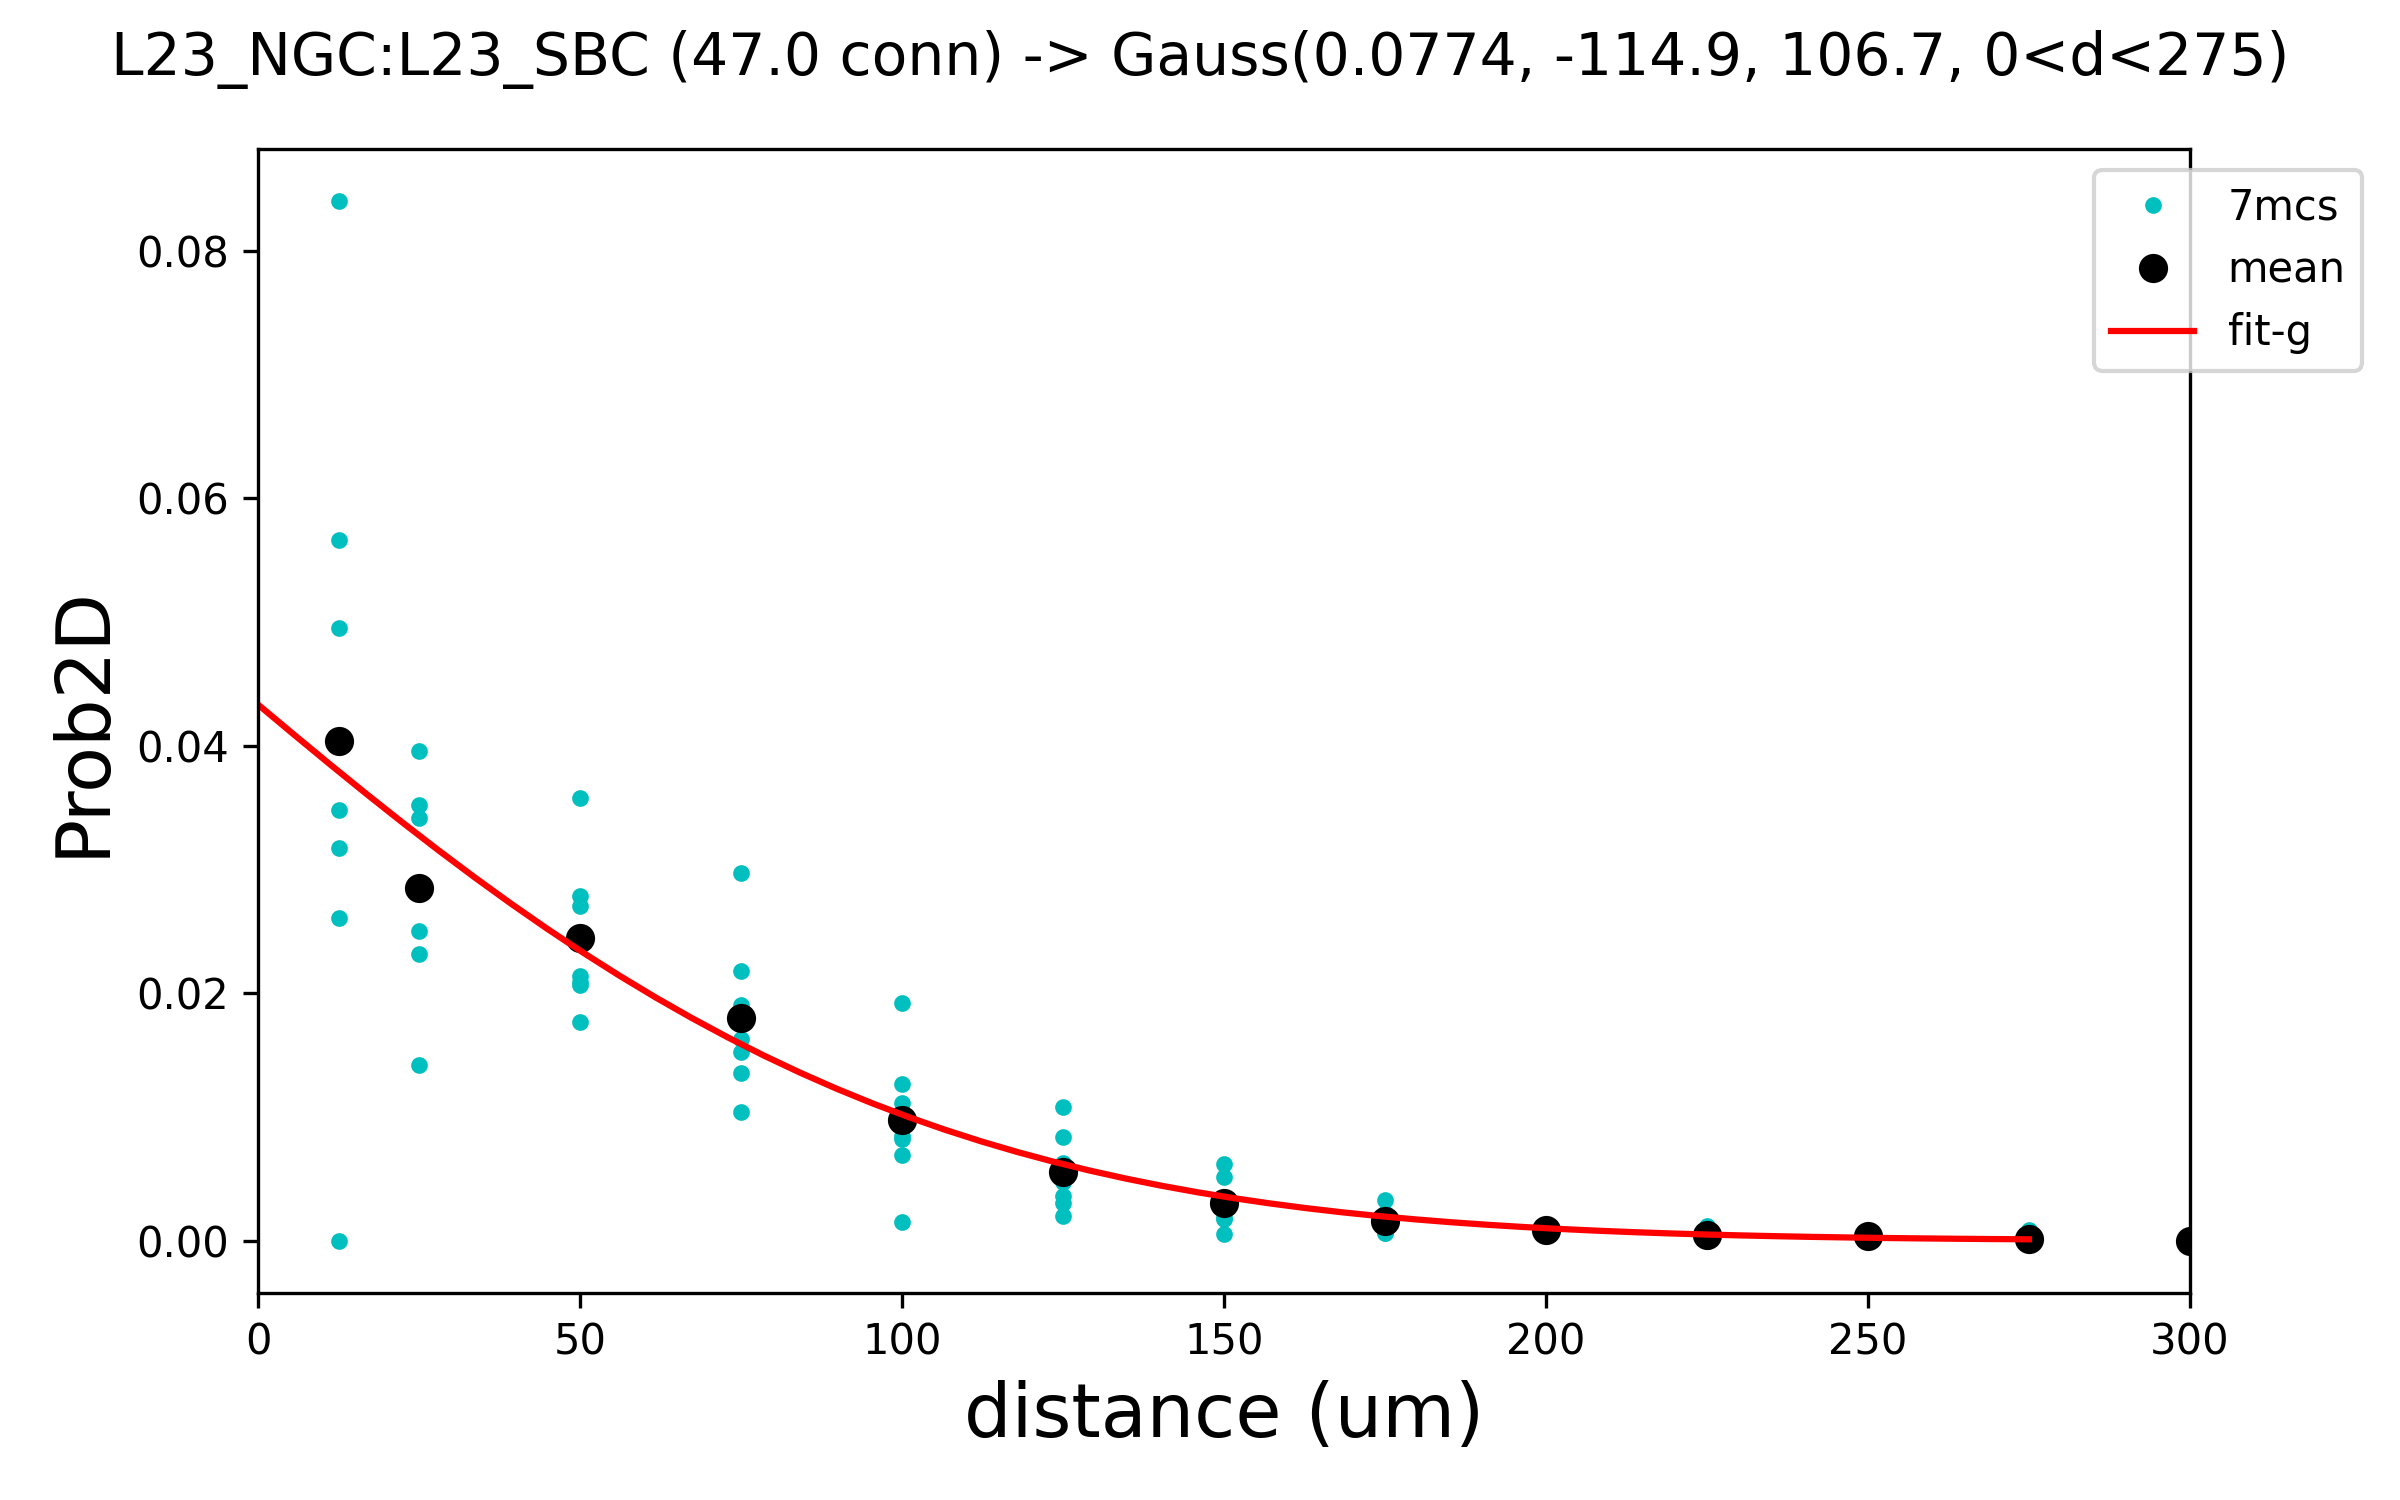 L23_NGC:L23_SBC (47.0 conn) -> Gauss(0.0774, -114.9, 106.7, 0<d<275)
7mcs
mean
fit-g
Prob2D
0.08
0.06
0.04
0.02
0.00
0 50 100 150 200 250 300
distance (um)